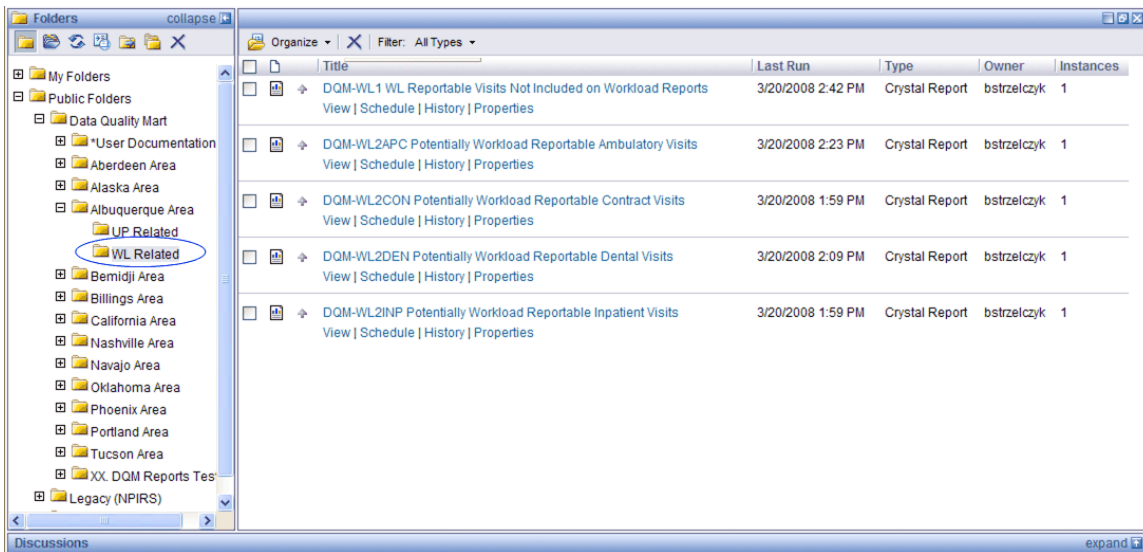 Folders collapse
Organize Filter: All Types
My Folders
Public Folders
Data Quality Mart
*User Documentation
Aberdeen Area
Alaska Area
Albuquerque Area
UP Related
WL Related
Bemidji Area
Billings Area
California Area
Nashville Area
Navajo Area
Oklahoma Area
Phoenix Area
Portland Area
Tucson Area
XX. DQM Reports Tes
Legacy (NPIRS)
Title Last Run Type Owner Instances
DQM-WL1 WL Reportable Visits Not Included on Workload Reports 3/20/2008 2:42 PM Crystal Report bstrzelczyk 1
View | Schedule | History | Properties
DQM-WL2APC Potentially Workload Reportable Ambulatory Visits 3/20/2008 2:23 PM Crystal Report bstrzelczyk 1
View | Schedule | History | Properties
DQM-WL2CON Potentially Workload Reportable Contract Visits 3/20/2008 1:59 PM Crystal Report bstrzelczyk 1
View | Schedule | History | Properties
DQM-WL2DEN Potentially Workload Reportable Dental Visits 3/20/2008 2:09 PM Crystal Report bstrzelczyk 1
View | Schedule | History | Properties
DQM-WL2INP Potentially Workload Reportable Inpatient Visits 3/20/2008 1:59 PM Crystal Report bstrzelczyk 1
View | Schedule | History | Properties
Discussions expand